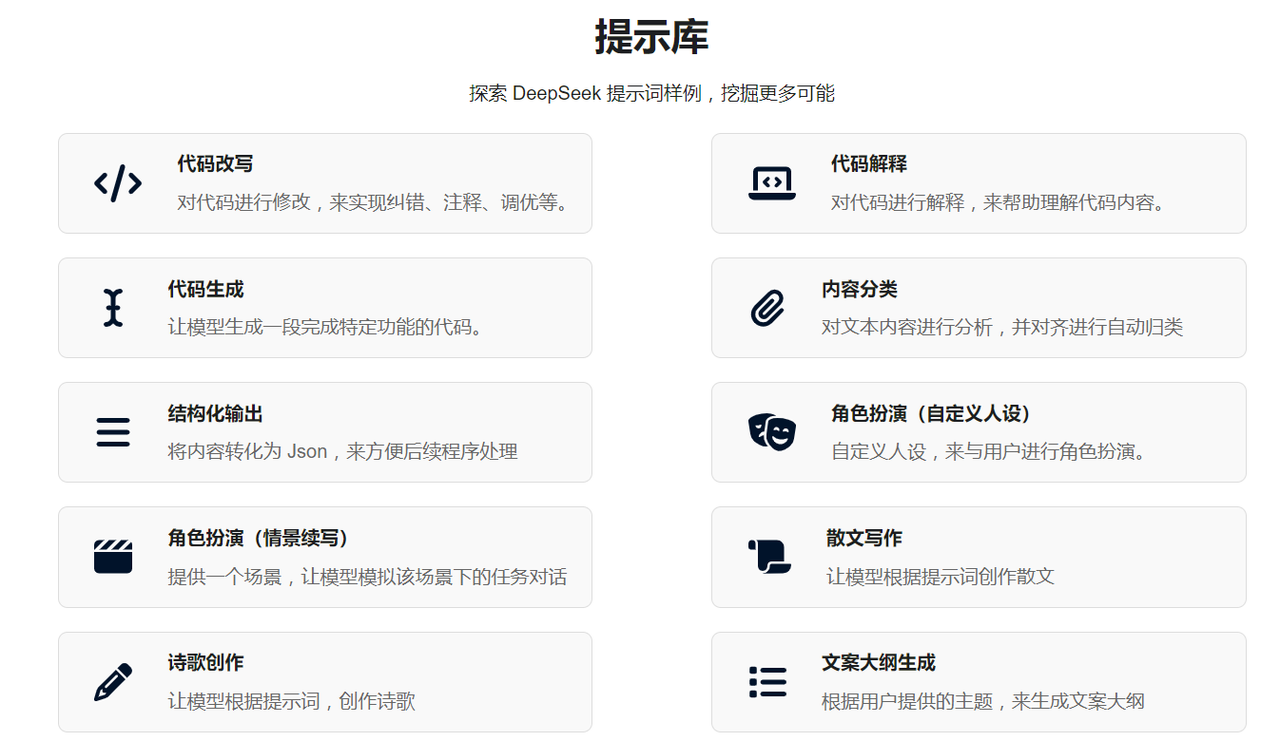 提示库
探索 DeepSeek 提示词样例，挖掘更多可能
代码改写
对代码进行修改，来实现纠错、注释、调优等。
代码解释
对代码进行解释，来帮助理解代码内容。
代码生成
让模型生成一段完成特定功能的代码。
内容分类
对文本内容进行分析，并对齐进行自动归类
结构化输出
将内容转化为 Json，来方便后续程序处理
角色扮演（自定义人设）
自定义人设，来与用户进行角色扮演。
角色扮演（情景续写）
提供一个场景，让模型模拟该场景下的任务对话
散文写作
让模型根据提示词创作散文
诗歌创作
让模型根据提示词，创作诗歌
文案大纲生成
根据用户提供的主题，来生成文案大纲